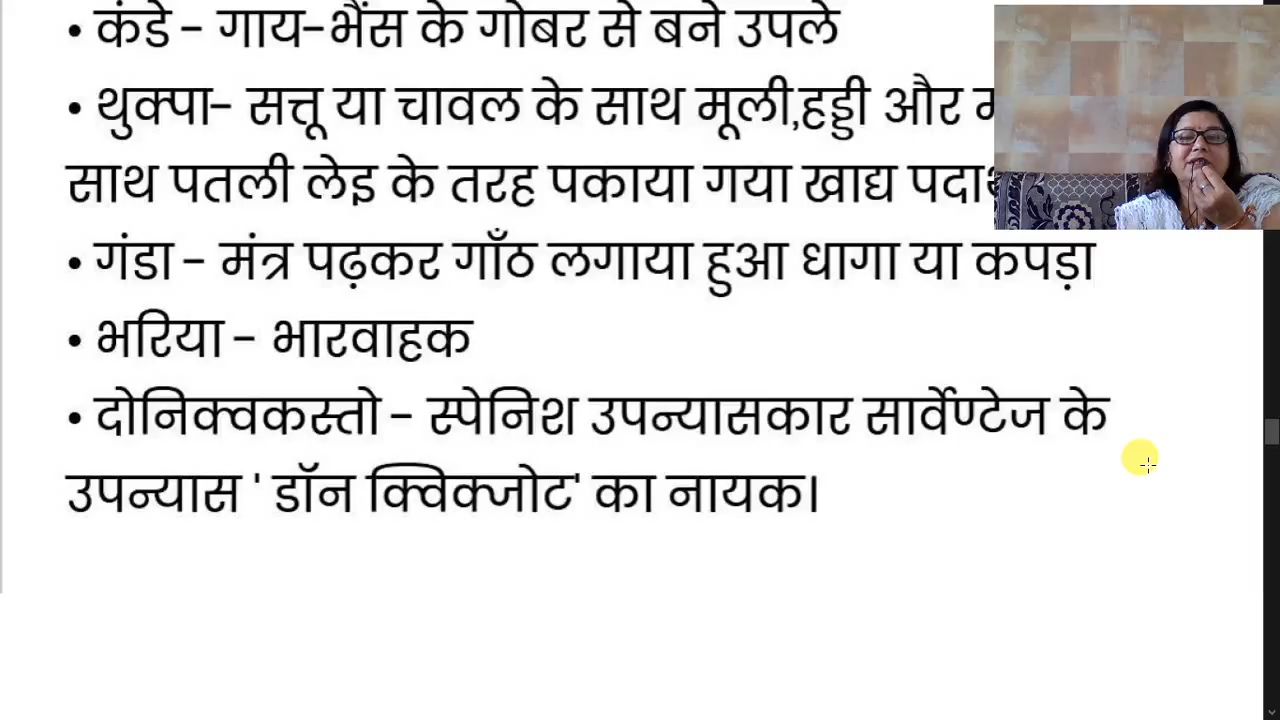 • कंडे - गाय-भैंस के गोबर से बने उपले
• थुक्पा- सत्तू या चावल के साथ मूली,हड्डी और
साथ पतली लेइ के तरह पकाया गया खाद्य
• गंडा - मंत्र पढ़कर गाँठ लगाया हुआ धागा या कपड़ा
• भरिया - भारवाहक
• दोनिक्वकस्तो - स्पेनिश उपन्यासकार सार्वेण्टेज के
उपन्यास ' डॉन क्विक्जोट' का नायक।